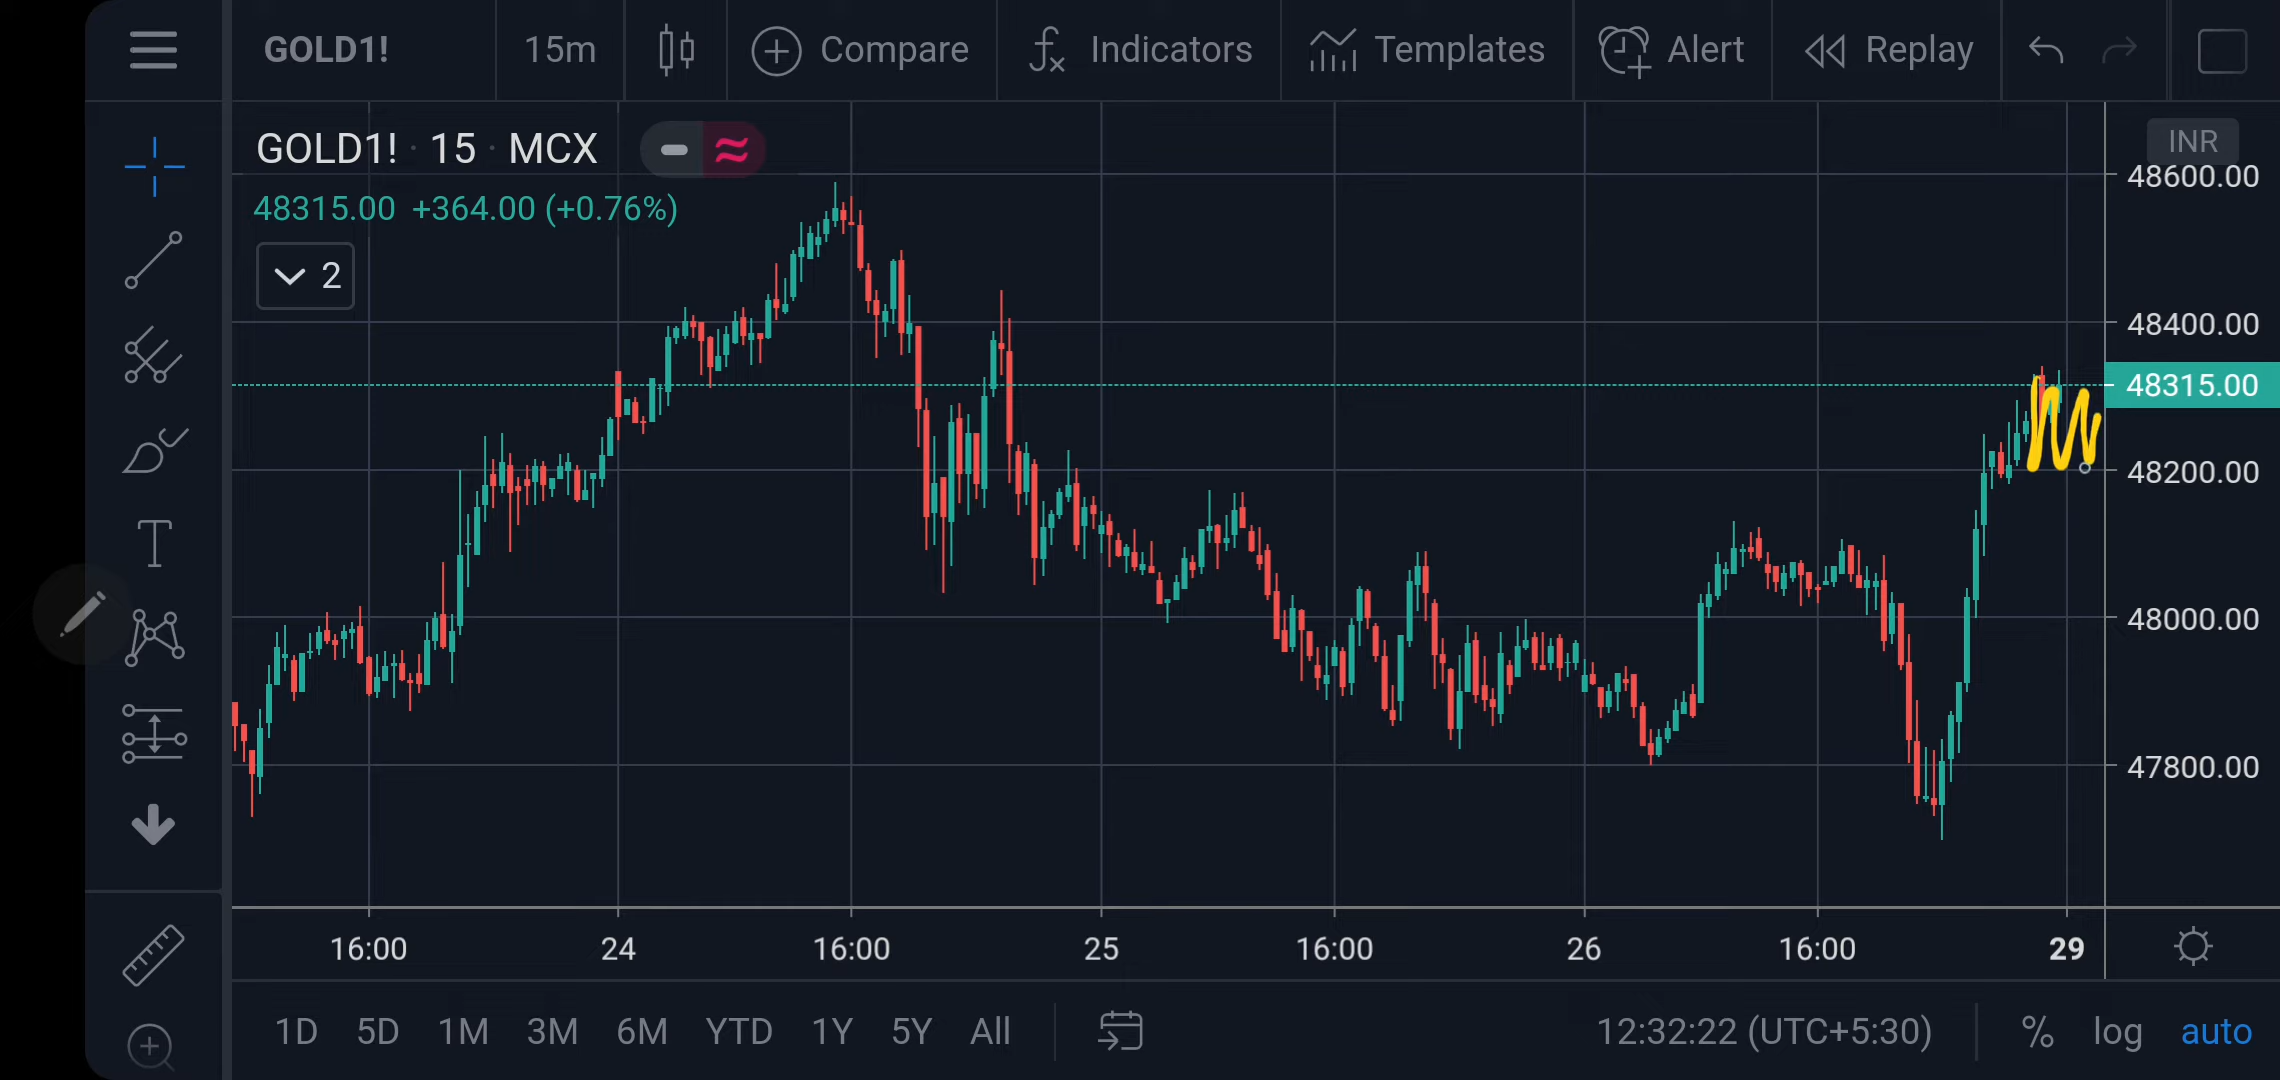 GOLD1! 15m Compare Indicators Templates Alert Replay
GOLD1! · 15 · MCX
INR
48315.00 +364.00 (+0.76%)
2
48600.00
48400.00
48315.00
48200.00
48000.00
47800.00
16:00 24 16:00 25 16:00 26 16:00 29
1D 5D 1M 3M 6M YTD 1Y 5Y All 12:32:22 (UTC+5:30) % log auto